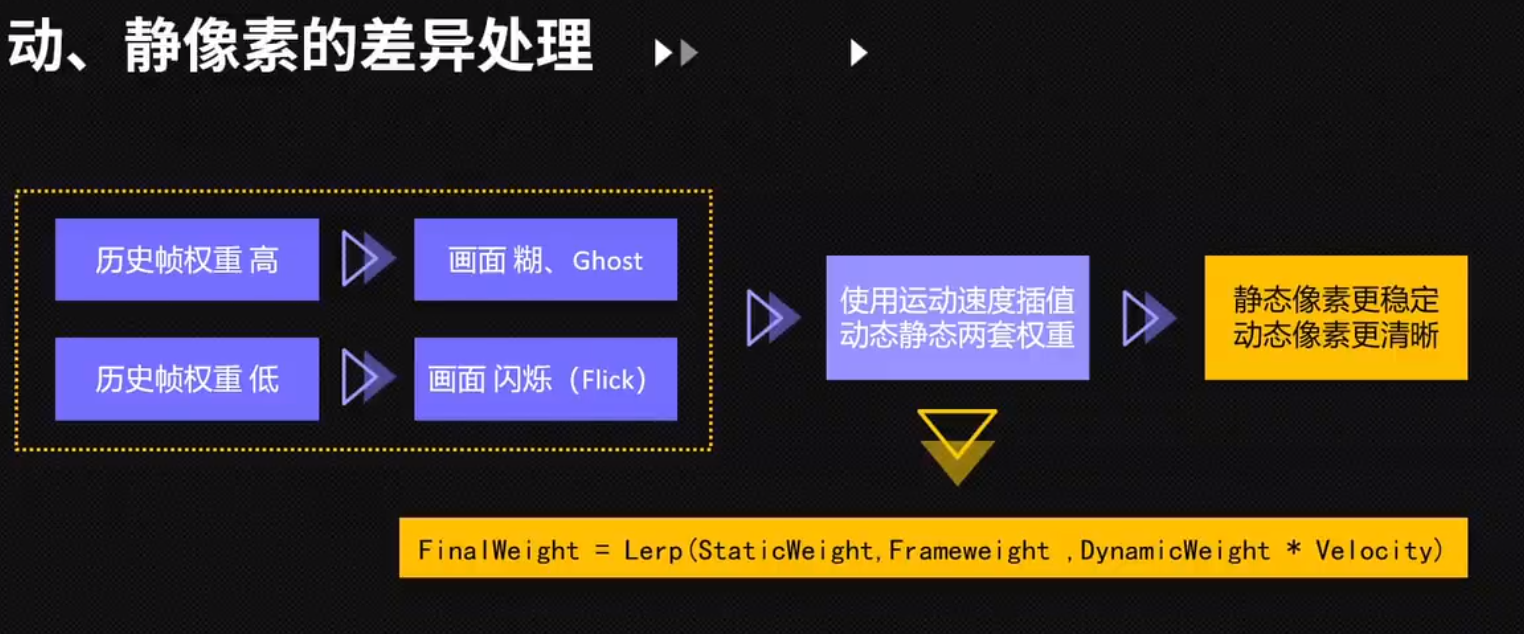 动、静像素的差异处理
历史帧权重 高
画面 糊、Ghost
历史帧权重 低
画面 闪烁（Flick）
使用运动速度插值
动态静态两套权重
静态像素更稳定
动态像素更清晰
FinalWeight = Lerp(StaticWeight,Frameweight ,DynamicWeight * Velocity)